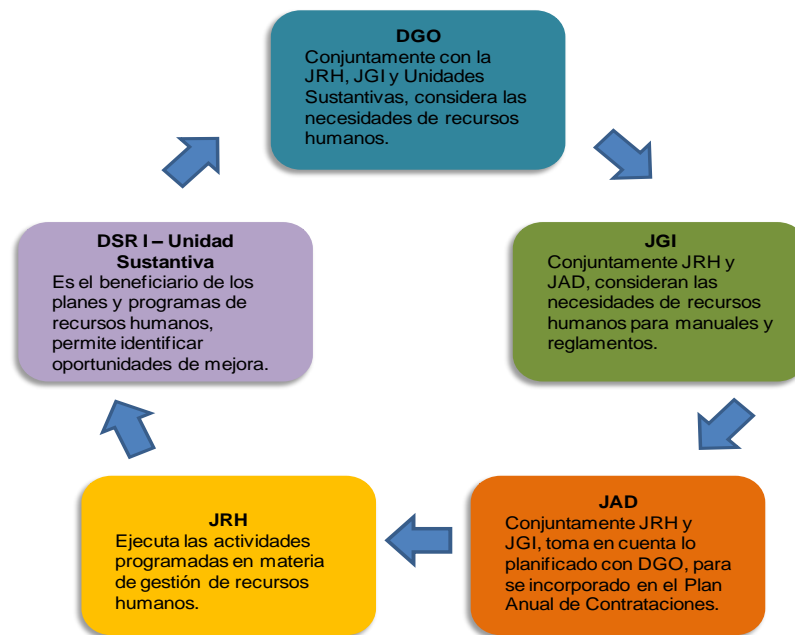 DGO
Conjuntamente con la
JRH, JGI y Unidades
Sustantivas, considera las
necesidades de recursos
humanos.
JGI
Conjuntamente JRH y
JAD, consideran las
necesidades de recursos
humanos para manuales y
reglamentos.
JAD
Conjuntamente JRH y
JGI, toma en cuenta lo
planificado con DGO, para
se incorporado en el Plan
Anual de Contrataciones.
JRH
Ejecuta las actividades
programadas en materia
de gestión de recursos
humanos.
DSR I – Unidad
Sustantiva
Es el beneficiario de los
planes y programas de
recursos humanos,
permite identificar
oportunidades de mejora.